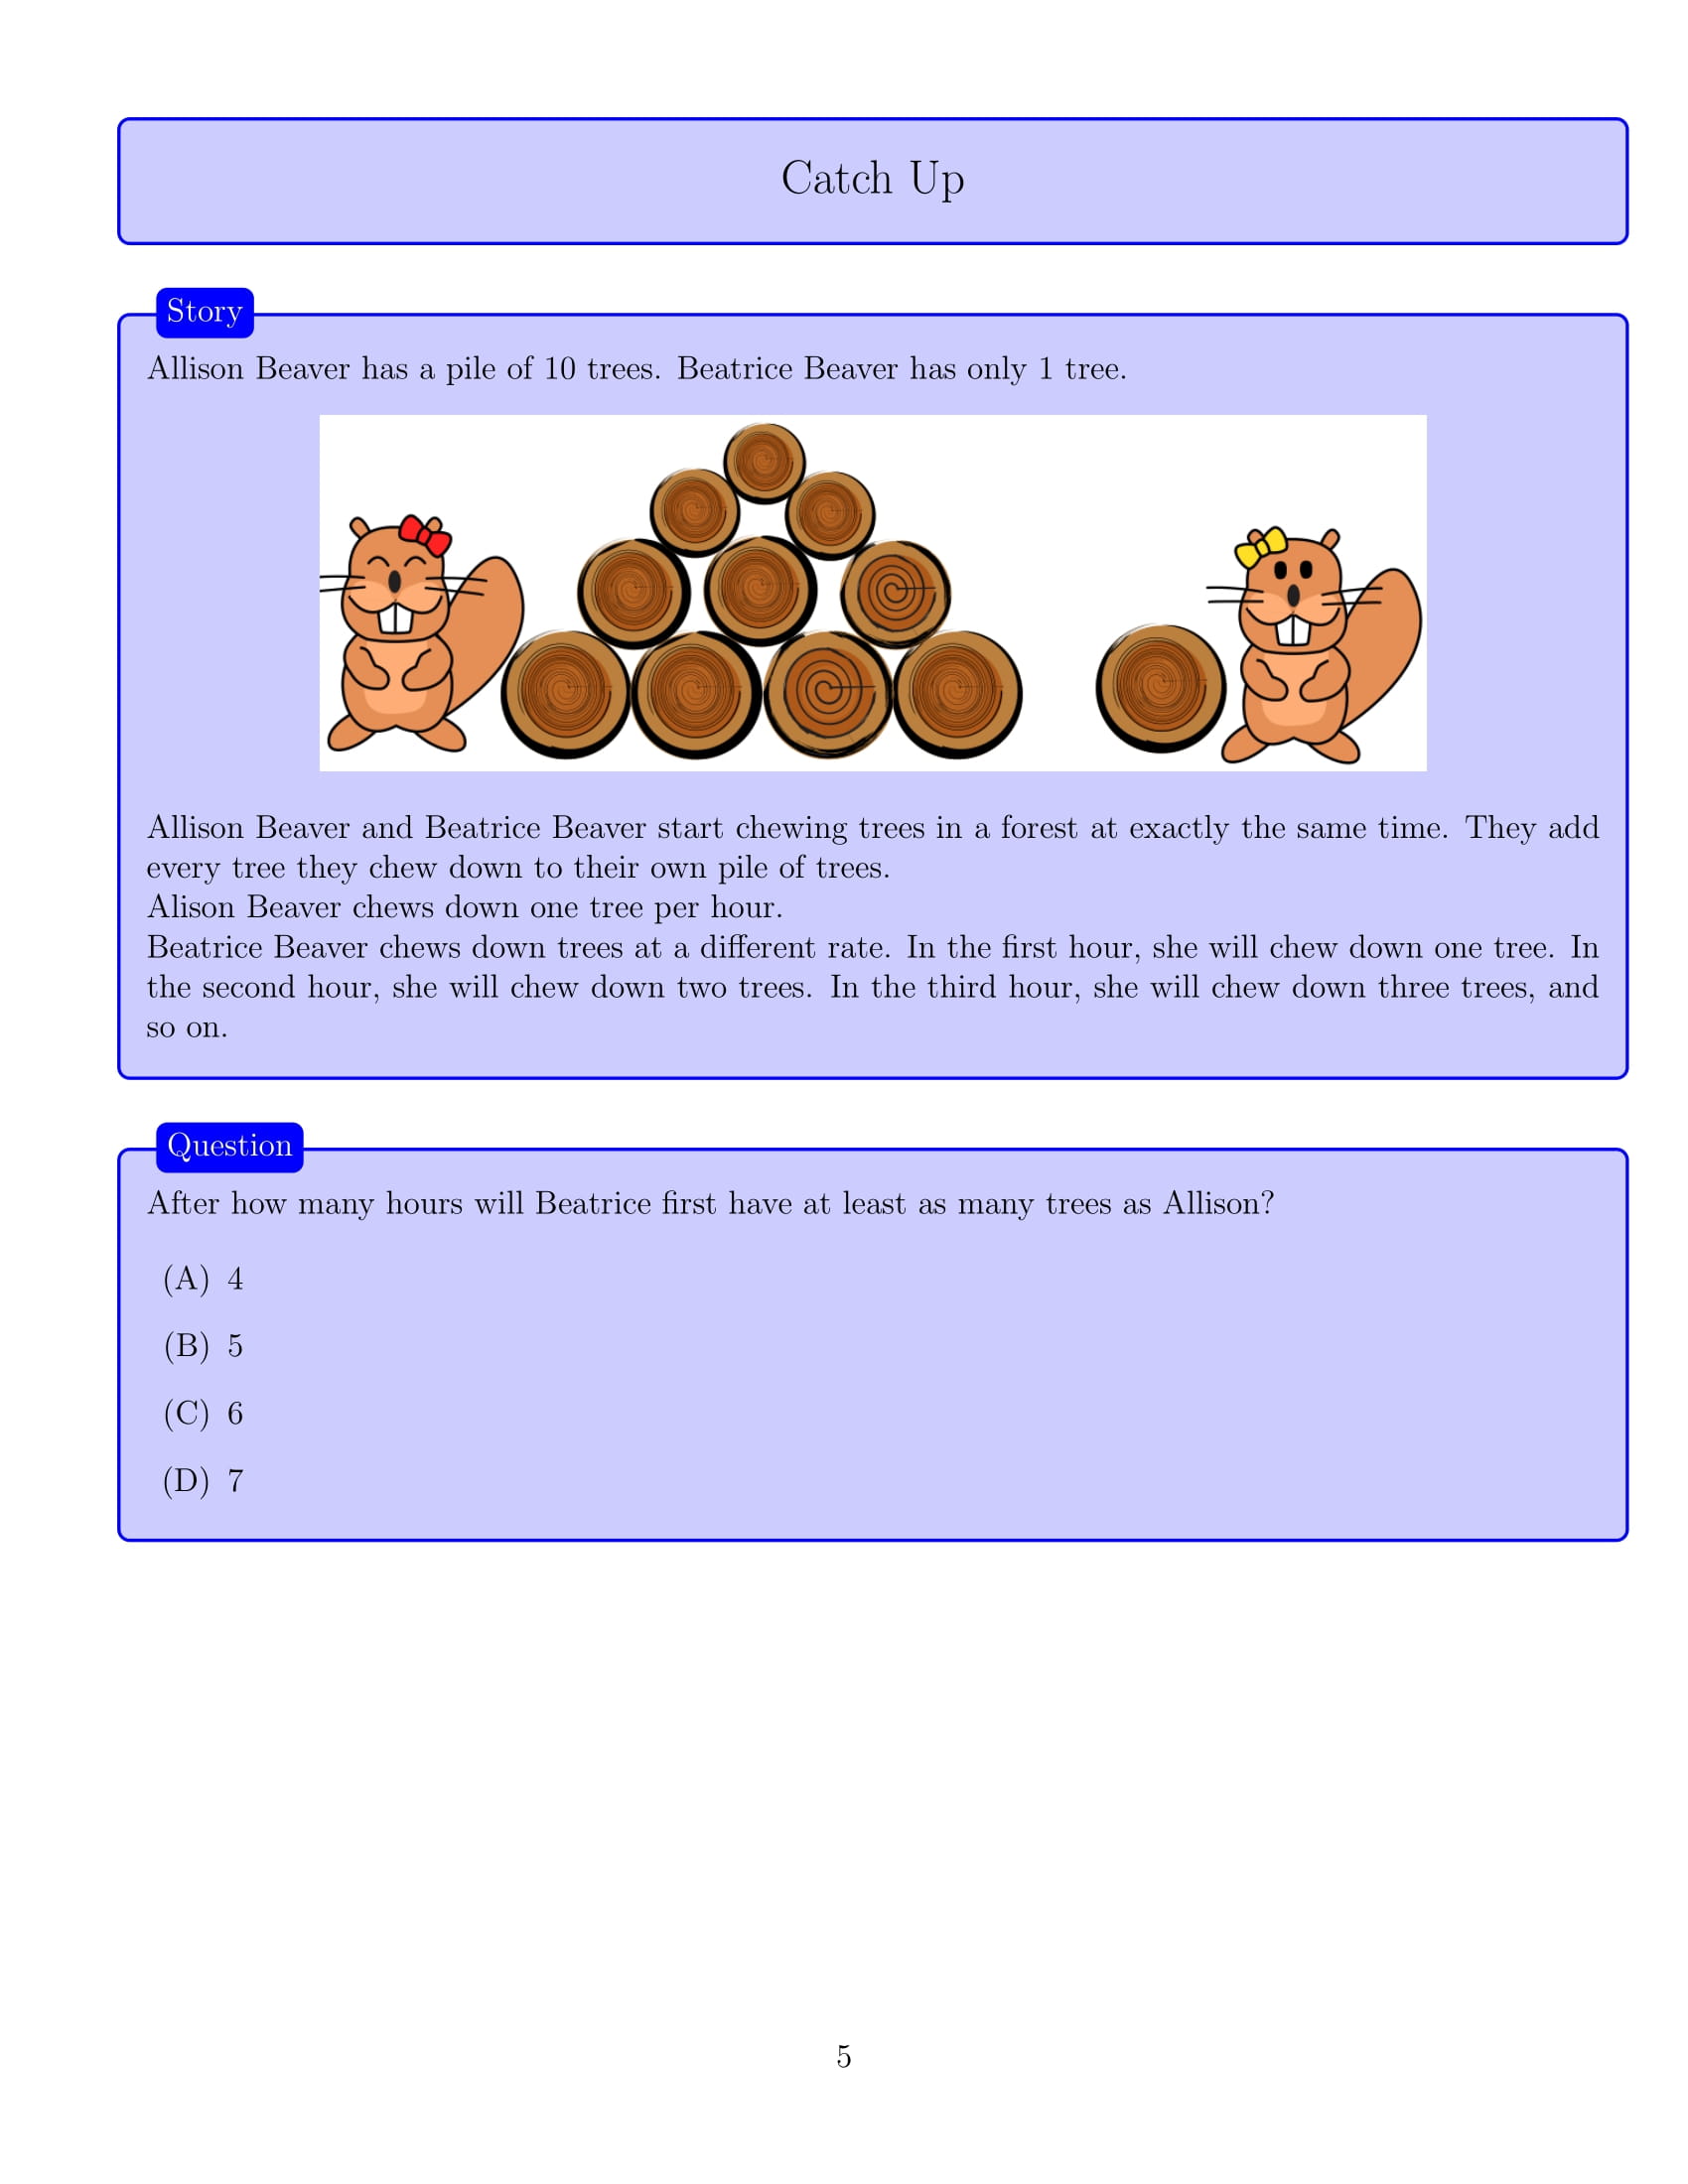 Catch Up
Story
Allison Beaver has a pile of 10 trees. Beatrice Beaver has only 1 tree.
Allison Beaver and Beatrice Beaver start chewing trees in a forest at exactly the same time. They add
every tree they chew down to their own pile of trees.
Alison Beaver chews down one tree per hour.
Beatrice Beaver chews down trees at a different rate. In the first hour, she will chew down one tree. In
the second hour, she will chew down two trees. In the third hour, she will chew down three trees, and
so on.
Question
After how many hours will Beatrice first have at least as many trees as Allison?
(A) 4
(B) 5
(C) 6
(D) 7
5